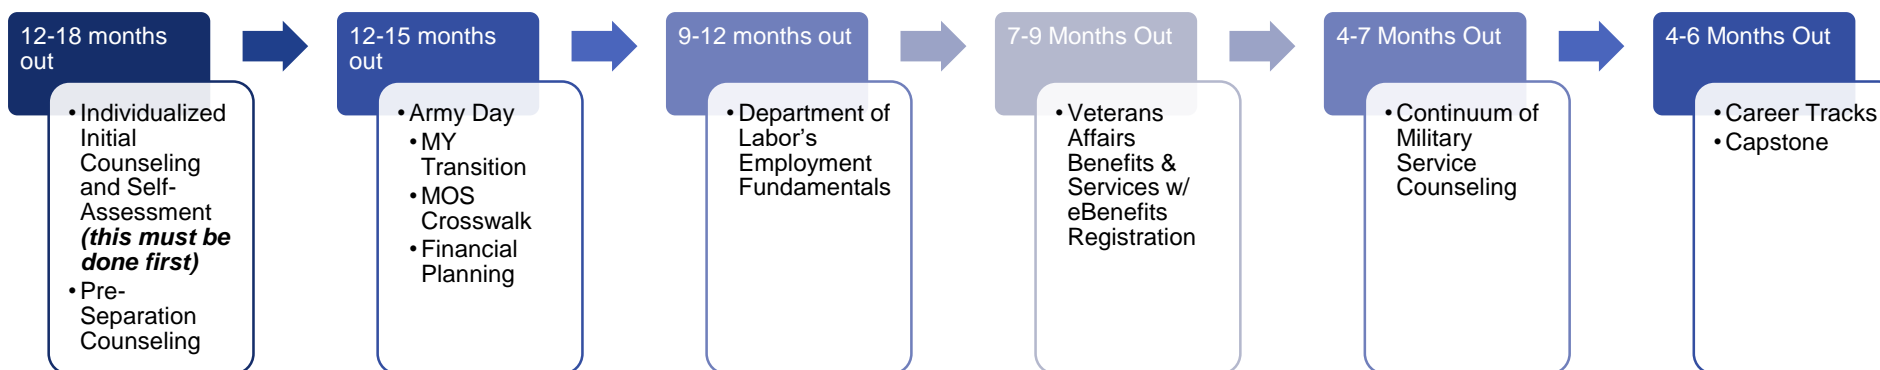 12-18 months
out
• Individualized
Initial
Counseling
and Self-
Assessment
(this must be
done first)
• Pre-
Separation
Counseling
12-15 months
out
• Army Day
• MY
Transition
• MOS
Crosswalk
• Financial
Planning
9-12 months out
• Department of
Labor’s
Employment
Fundamentals
7-9 Months Out
• Veterans
Affairs
Benefits &
Services w/
eBenefits
Registration
4-7 Months Out
• Continuum of
Military
Service
Counseling
4-6 Months Out
• Career Tracks
• Capstone